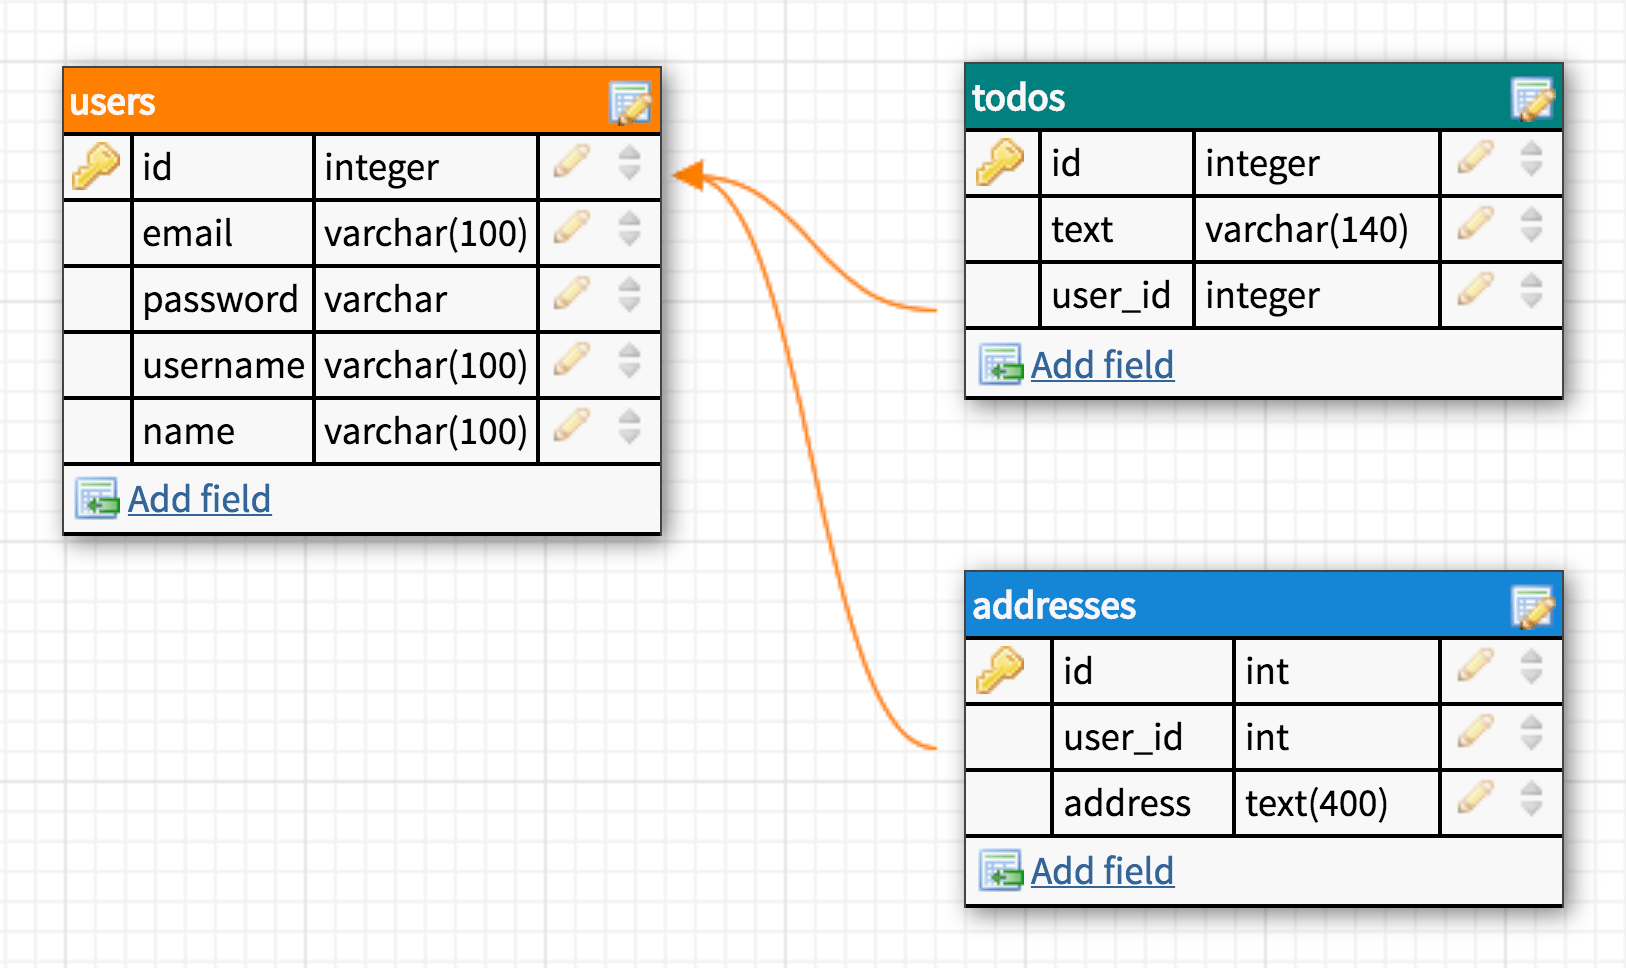 users
id integer
email varchar(100)
password varchar
username varchar(100)
name varchar(100)
Add field
todos
id integer
text varchar(140)
user_id integer
Add field
addresses
id int
user_id int
address text(400)
Add field